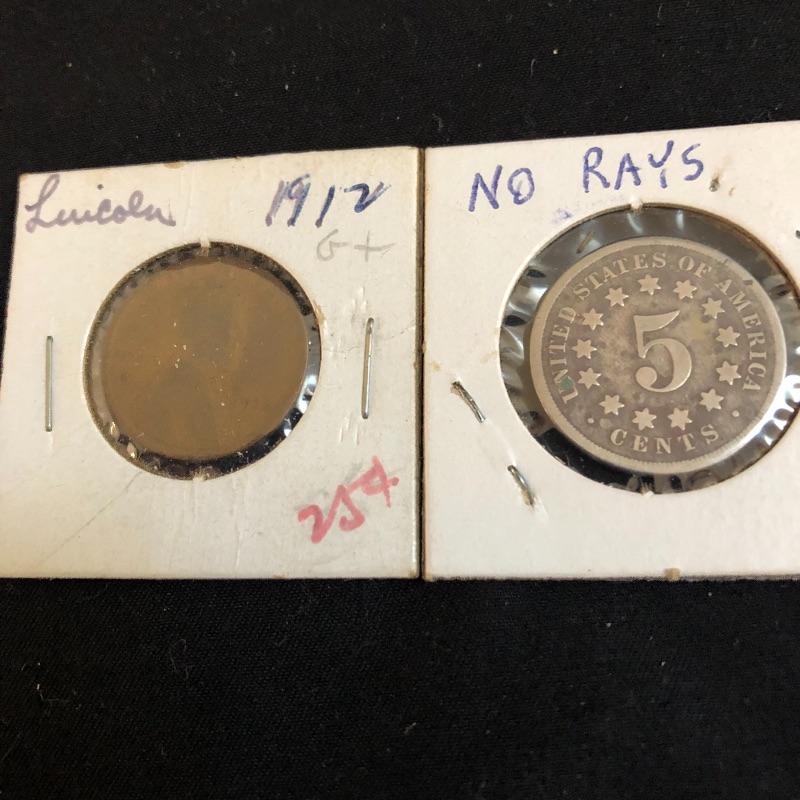 Lincoln 1912
G+
25¢
NO RAYS
UNITED STATES OF AMERICA
5
CENTS